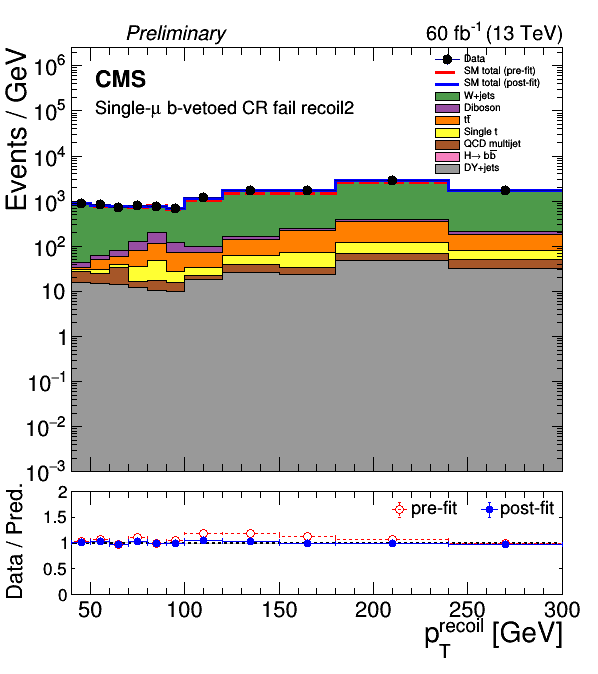 Preliminary 60 fb⁻¹ (13 TeV)
CMS
Single-μ b-vetoed CR fail recoil2
Data
SM total (pre-fit)
SM total (post-fit)
W+jets
Diboson
tt̅
Single t
QCD multijet
H→ bb̅
DY+jets
Events / GeV
10⁶
10⁵
10⁴
10³
10²
10
1
10⁻¹
10⁻²
10⁻³
pre-fit post-fit
Data / Pred.
2
1.5
1
0.5
0
50 100 150 200 250 300
p_T^recoil [GeV]